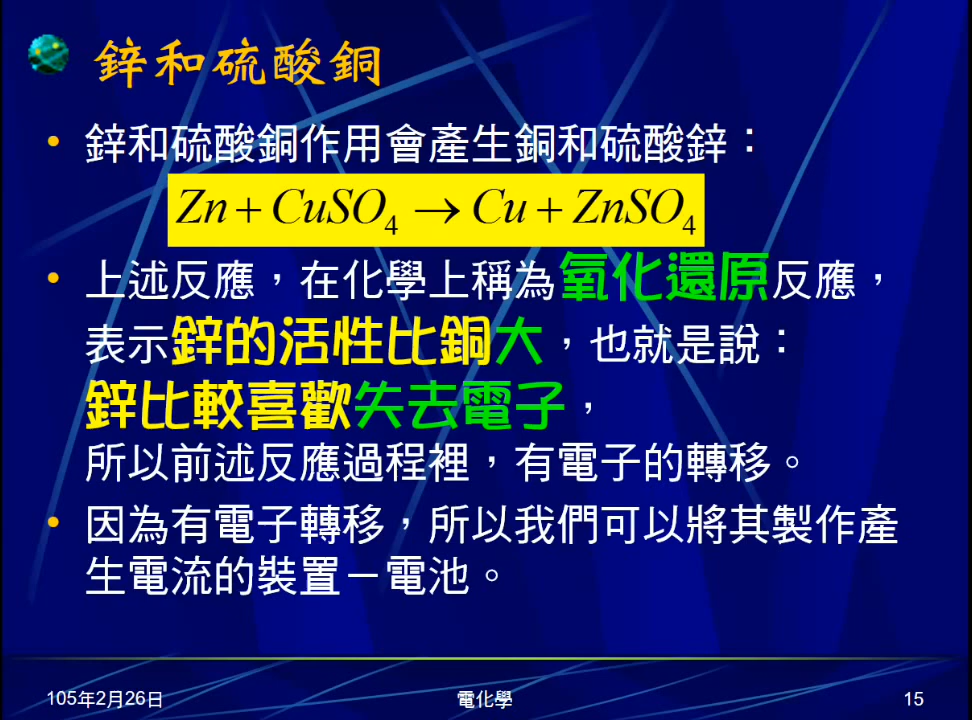 鋅和硫酸銅
• 鋅和硫酸銅作用會產生銅和硫酸鋅：
Zn + CuSO₄ → Cu + ZnSO₄
• 上述反應，在化學上稱為氧化還原反應，
表示鋅的活性比銅大，也就是說：
鋅比較喜歡失去電子，
所以前述反應過程裡，有電子的轉移。
• 因為有電子轉移，所以我們可以將其製作產
生電流的裝置－電池。
105年2月26日
電化學
15